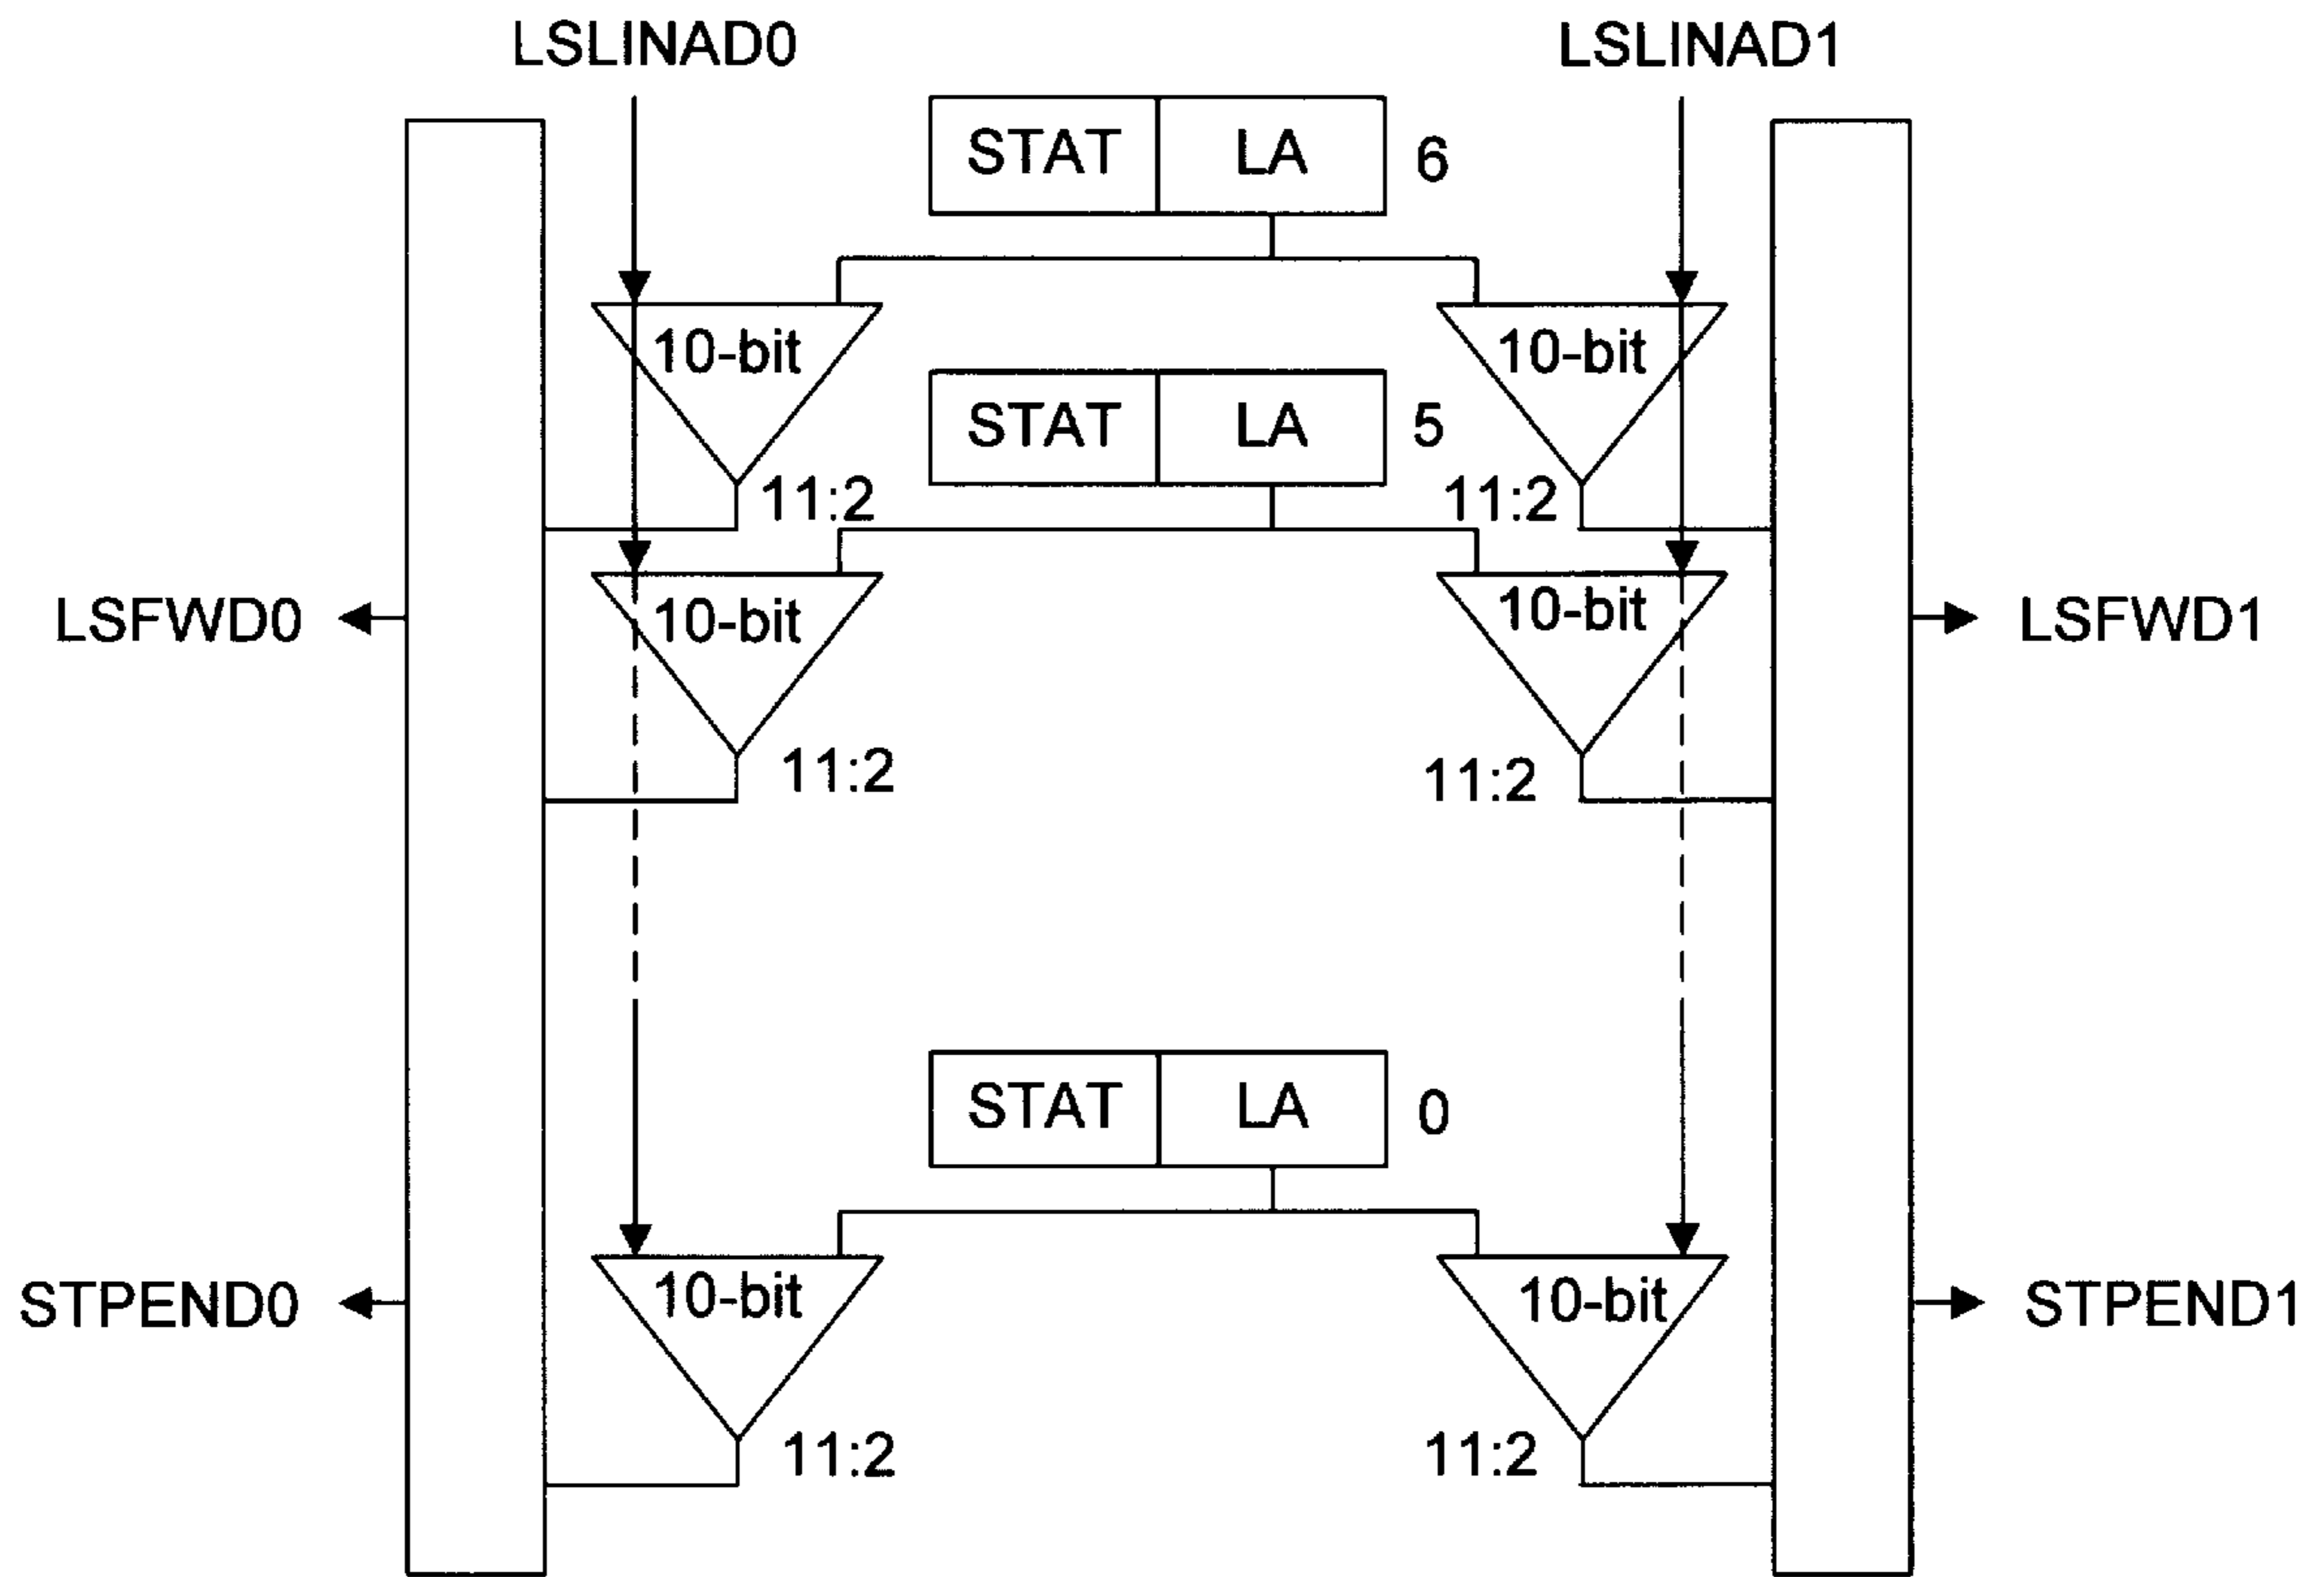 LSLINAD0 LSLINAD1
STAT LA 6
10-bit 10-bit
STAT LA 5
11:2 11:2
LSFWD0 10-bit 10-bit LSFWD1
11:2 11:2
STAT LA 0
STPEND0 10-bit 10-bit STPEND1
11:2 11:2